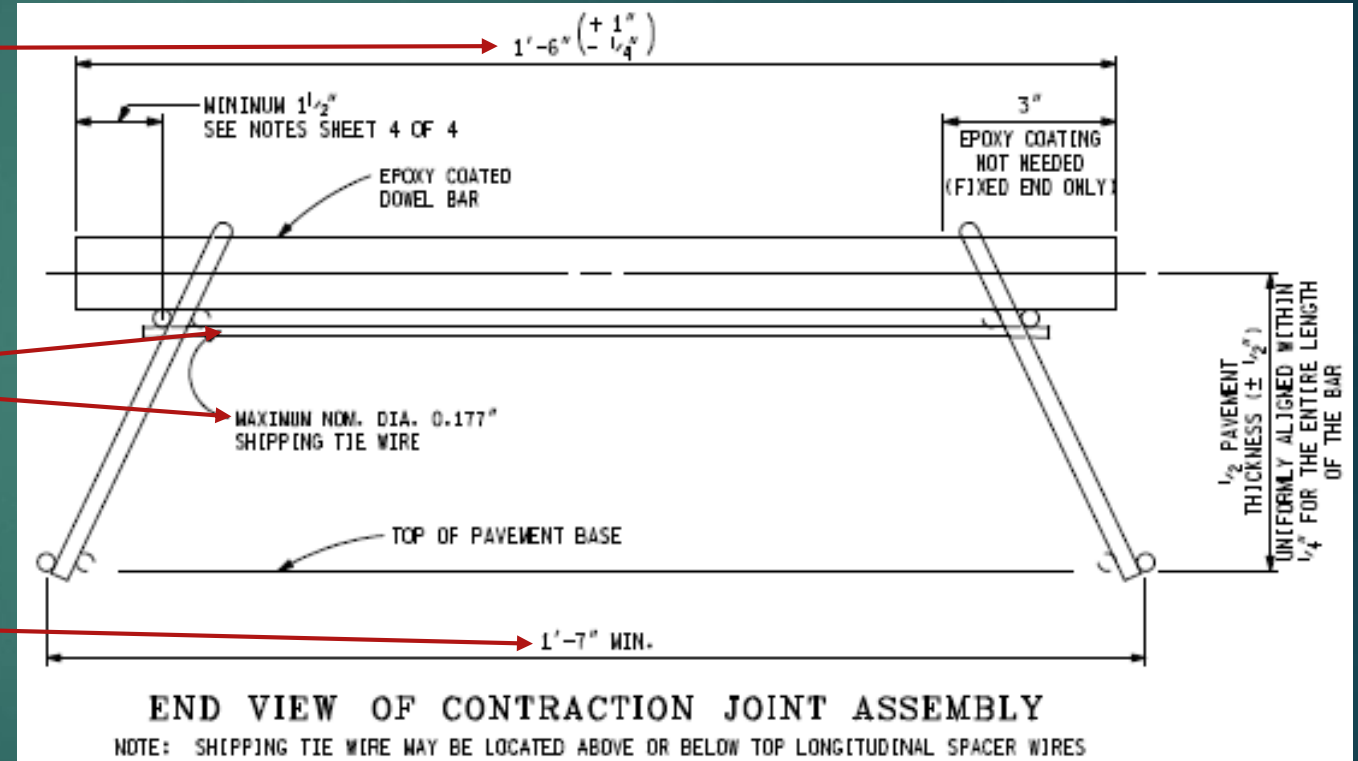 1'-6" (+ 1" - 1/4")
MINIMUM 1 1/2"
SEE NOTES SHEET 4 OF 4
3"
EPOXY COATING
NOT NEEDED
(FIXED END ONLY)
EPOXY COATED
DOWEL BAR
1/2 PAVEMENT
THICKNESS (± 1/2")
UNIFORMLY ALIGNED WITHIN
1/4" FOR THE ENTIRE LENGTH
OF THE BAR
MAXIMUM NOM. DIA. 0.177"
SHIPPING TIE WIRE
TOP OF PAVEMENT BASE
1'-7" MIN.
END VIEW OF CONTRACTION JOINT ASSEMBLY
NOTE: SHIPPING TIE WIRE MAY BE LOCATED ABOVE OR BELOW TOP LONGITUDINAL SPACER WIRES